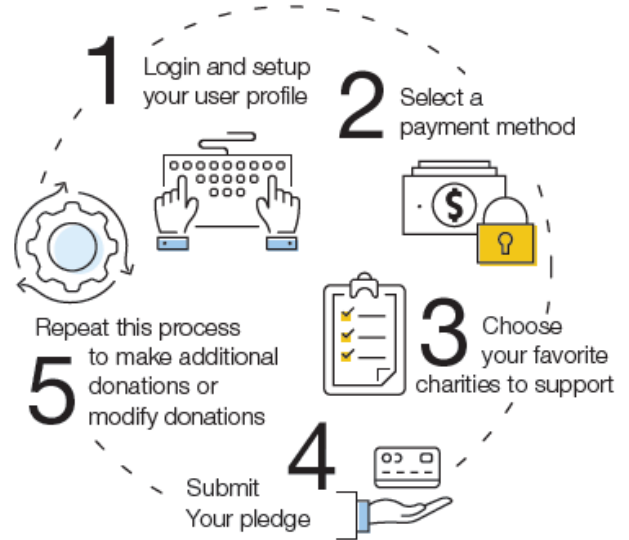 1 Login and setup
your user profile
2 Select a
payment method
$
3 Choose
your favorite
charities to support
4 Submit
Your pledge
5 Repeat this process
to make additional
donations or
modify donations